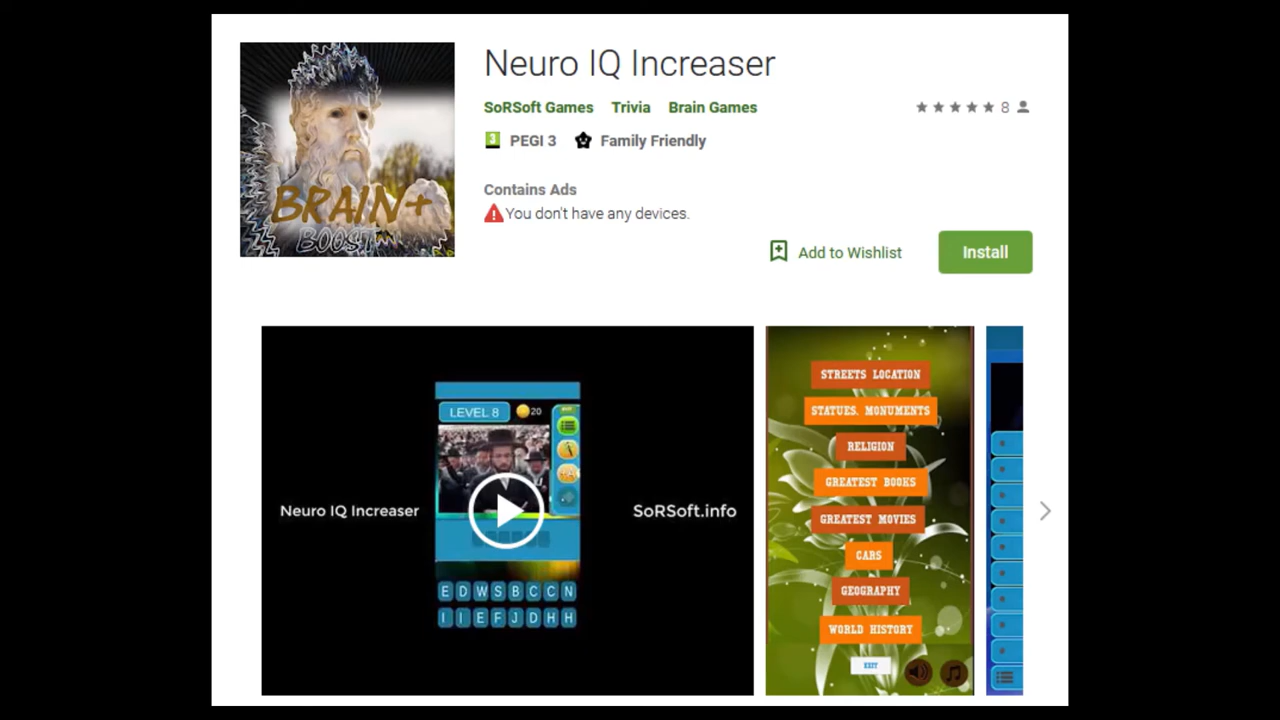 Neuro IQ Increaser
SoRSoft Games Trivia Brain Games
8
3 PEGI 3 Family Friendly
Contains Ads
You don't have any devices.
Add to Wishlist Install
BRAIN+
BOOST
LEVEL 8 20
Neuro IQ Increaser
SoRSoft.info
E D W S B C C N
I I E F J D H H
STREETS LOCATION
STATUES, MONUMENTS
RELIGION
GREATEST BOOKS
GREATEST MOVIES
CARS
GEOGRAPHY
WORLD HISTORY
EXIT